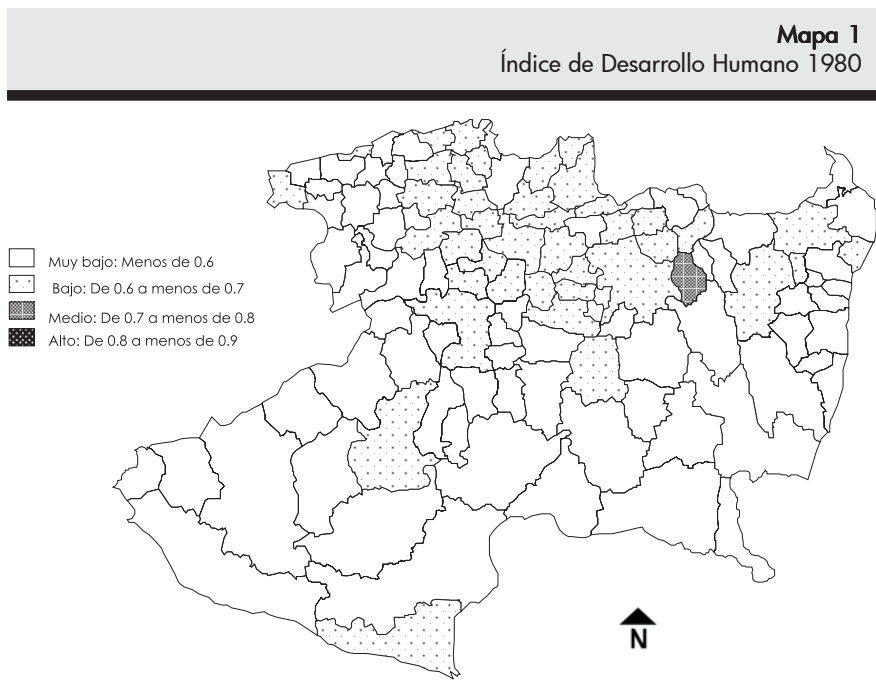 Mapa 1
Índice de Desarrollo Humano 1980
Muy bajo: Menos de 0.6
Bajo: De 0.6 a menos de 0.7
Medio: De 0.7 a menos de 0.8
Alto: De 0.8 a menos de 0.9
N